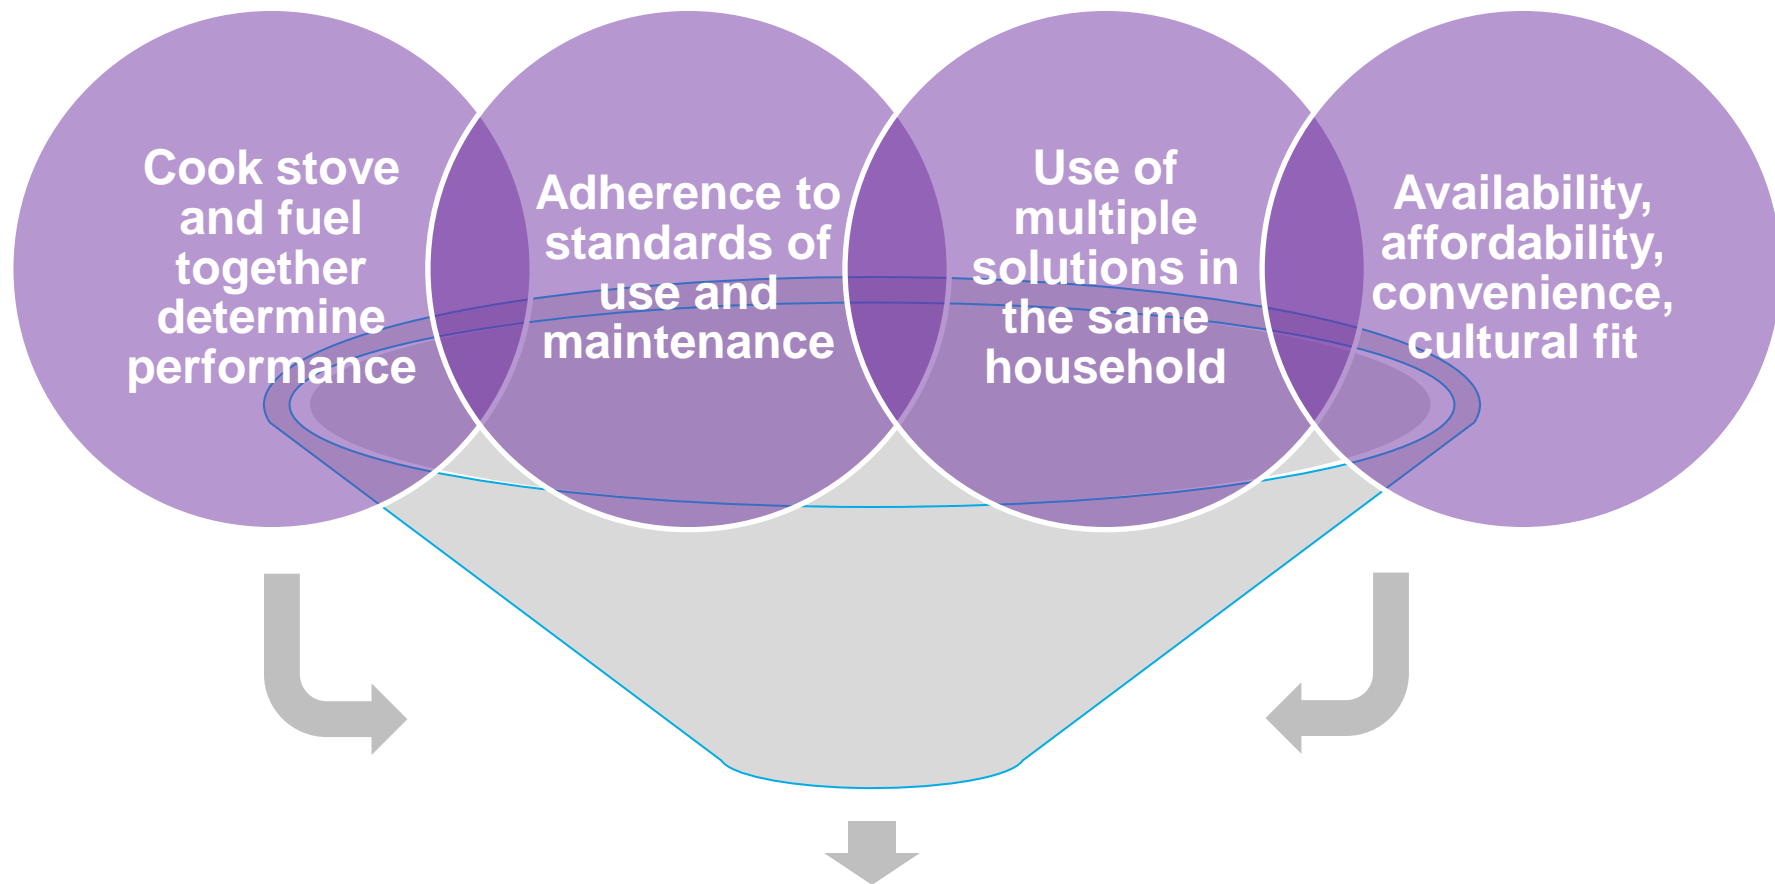 Cook stove
and fuel
together
determine
performance
Adherence to
standards of
use and
maintenance
Use of
multiple
solutions in
the same
household
Availability,
affordability,
convenience,
cultural fit